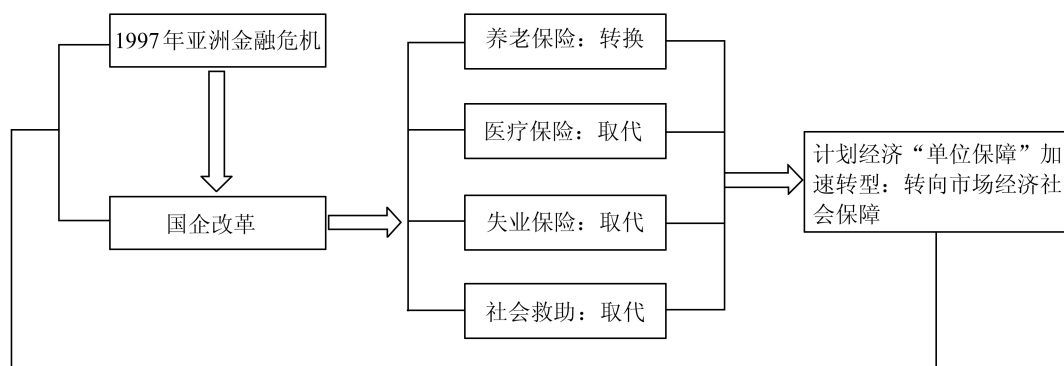 1997年亚洲金融危机
国企改革
养老保险：转换
医疗保险：取代
失业保险：取代
社会救助：取代
计划经济“单位保障”加
速转型：转向市场经济社
会保障